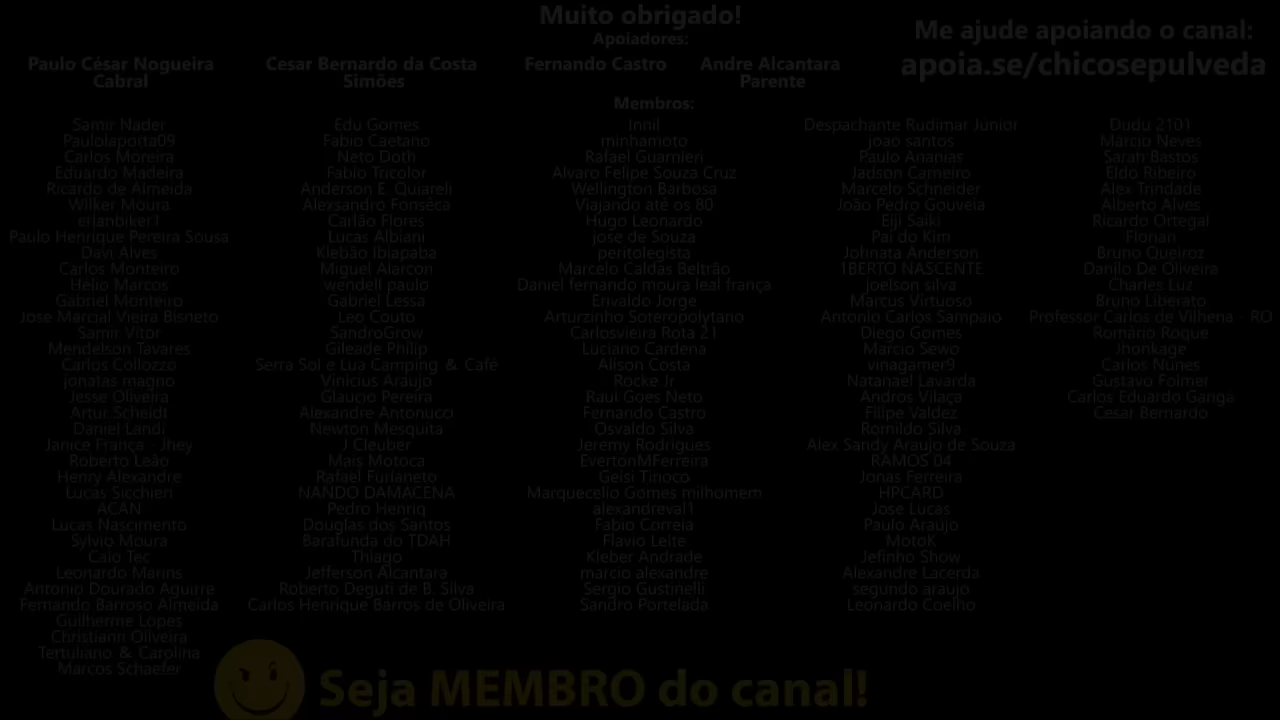 Muito obrigado!
Apoiadores:
Paulo César Nogueira
Cabral
Cesar Bernardo da Costa
Simões
Fernando Castro
Andre Alcantara
Parente
Me ajude apoiando o canal:
apoia.se/chicosepulveda
Membros:
Samir Nader
Paulolaporta09
Carlos Moreira
Eduardo Madeira
Ricardo de Almeida
Wilker Moura
erlanbiker1
Paulo Henrique Pereira Sousa
Davi Alves
Carlos Monteiro
Helio Marcos
Gabriel Monteiro
Jose Marcial Vieira Bisneto
Samir Vitor
Mendelson Tavares
Carlos Collozzo
jonatas magno
Jesse Oliveira
Artur Scheidt
Daniel Landi
Janice França - Jhey
Roberto Leão
Henry Alexandre
Lucas Sicchieri
ACAN
Lucas Nascimento
Sylvio Moura
Caio Tec
Leonardo Merins
Antonio Dourado Aguirre
Fernando Barroso Almeida
Guilherme Lopes
Christiann Oliveira
Tertuliano & Carolina
Marcos Schaefer
Edu Gomes
Fabio Caetano
Neto Doth
Fabio Tricolor
Anderson E. Quiareli
Alexsandro Fonseca
Carlão Flores
Lucas Albiani
Klebão Ibiapaba
Miguel Alarcon
wendell paulo
Gabriel Lessa
Leo Couto
SandroGrow
Gileade Philip
Serra Sol e Lua Camping & Café
Vinicius Araujo
Glaucio Pereira
Alexandre Antonucci
Newton Mesquita
J Cleuber
Mais Motoca
Rafael Furlaneto
NANDO DAMACENA
Pedro Henriq
Douglas dos Santos
Barafunda do TDAH
Thiago
Jefferson Alcantara
Roberto Deguti de B. Silva
Carlos Henrique Barros de Oliveira
Innil
minhamoto
Rafael Guarnieri
Alvaro Felipe Souza Cruz
Wellington Barbosa
Viajando até os 80
Hugo Leonardo
jose de Souza
peritolegista
Marcelo Caldas Beltrão
Daniel fernando moura leal frança
Erivaldo Jorge
Arturzinho Soteropolytano
Carlosvieira Rota 21
Luciano Cardena
Alison Costa
Rocke Jr
Raul Goes Neto
Fernando Castro
Osvaldo Silva
Jeremy Rodrigues
EvertonMFerreira
Geisi Tinoco
Marquecelio Gomes milhomem
alexandreval1
Fabio Correia
Flavio Leite
Kleber Andrade
marcio alexandre
Sergio Gustinelli
Sandro Portelada
Despachante Rudimar Junior
joao santos
Paulo Ananias
Jadson Carneiro
Marcelo Schneider
João Pedro Gouveia
Eiji Saiki
Pai do Kim
Johnata Anderson
1BERTO NASCENTE
Joelson silva
Marcus Virtuoso
Antonio Carlos Sampaio
Diego Gomes
Marcio Sewo
vinagamer9
Natanael Lavarda
Andros Vilaça
Filipe Valdez
Romildo Silva
Alex Sandy Araujo de Souza
RAMOS 04
Jonas Ferreira
HPCARD
Jose Lucas
Paulo Araújo
MotoK
Jefinho Show
Alexandre Lacerda
segundo araujo
Leonardo Coelho
Dudu 2101
Marcio Neves
Sarah Bastos
Eldo Ribeiro
Alex Trindade
Alberto Alves
Ricardo Ortegal
Florian
Bruno Queiroz
Danilo De Oliveira
Charles Luz
Bruno Liberato
Professor Carlos de Vilhena - RO
Romário Roque
Jhonkage
Carlos Nunes
Gustavo Folmer
Carlos Eduardo Ganga
Cesar Bernardo
Seja MEMBRO do canal!